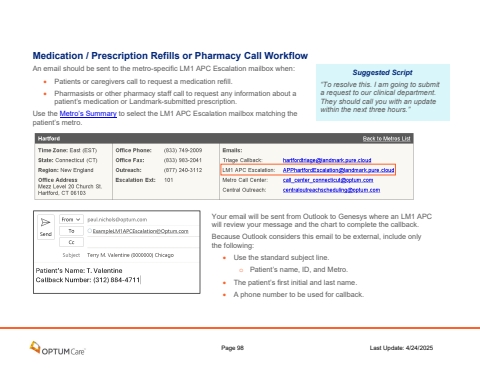 Medication / Prescription Refills or Pharmacy Call Workflow
An email should be sent to the metro-specific LM1 APC Escalation mailbox when:
• Patients or caregivers call to request a medication refill.
• Pharmacists or other pharmacy staff call to request any information about a
patient's medication or Landmark-submitted prescription.
Use the Metro's Summary to select the LM1 APC Escalation mailbox matching the
patient's metro.
Suggested Script
"To resolve this. I am going to submit
a request to our clinical department.
They should call you with an update
within the next three hours."
Hartford Back to Metros List
Time Zone: East (EST)
State: Connecticut (CT)
Region: New England
Office Address
Mezz Level 20 Church St.
Hartford, CT 06103
Office Phone: (833) 749-2009
Office Fax: (833) 983-2041
Outreach: (877) 240-3112
Escalation Ext: 101
Emails:
Triage Callback: hartfordtriage@landmark.pure.cloud
LM1 APC Escalation: APPhartfordEscalation@landmark.pure.cloud
Metro Call Center: call_center_connecticut@optum.com
Central Outreach: centraloutreachscheduling@optum.com
Send
From paul.nichols@optum.com
To ExampleLM1APCEscalation@Outlook.com
Cc
Subject Terry M. Valentine (0000000) Chicago
Patient's Name: T. Valentine
Callback Number: (312) 884-4711
Your email will be sent from Outlook to Genesys where an LM1 APC
will review your message and the chart to complete the callback.
Because Outlook considers this email to be external, include only
the following:
• Use the standard subject line.
o Patient's name, ID, and Metro.
• The patient's first initial and last name.
• A phone number to be used for callback.
OPTUM Care
Page 98
Last Update: 4/24/2025